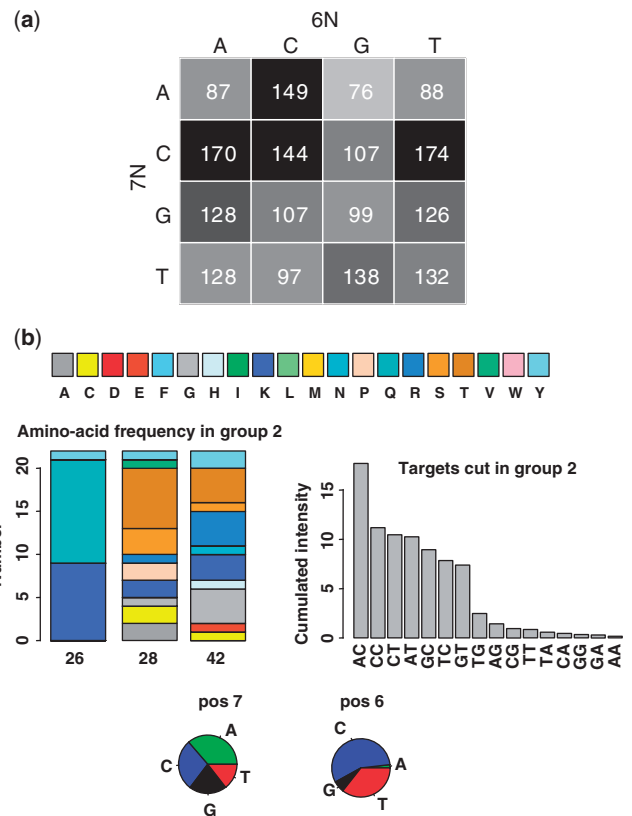 (a)
6N
A C G T
7N
A 87 149 76 88
C 170 144 107 174
G 128 107 99 126
T 128 97 138 132
(b)
A C D E F G H I K L M N P Q R S T V W Y
Amino-acid frequency in group 2
20
15
10
5
0
26 28 42
Targets cut in group 2
Cumulated intensity
15
10
5
0
AC CC CT AT GC TC GT TG AG CG TT TA CA GG GA AA
pos 7
A
C
T
G
pos 6
C
A
G
T